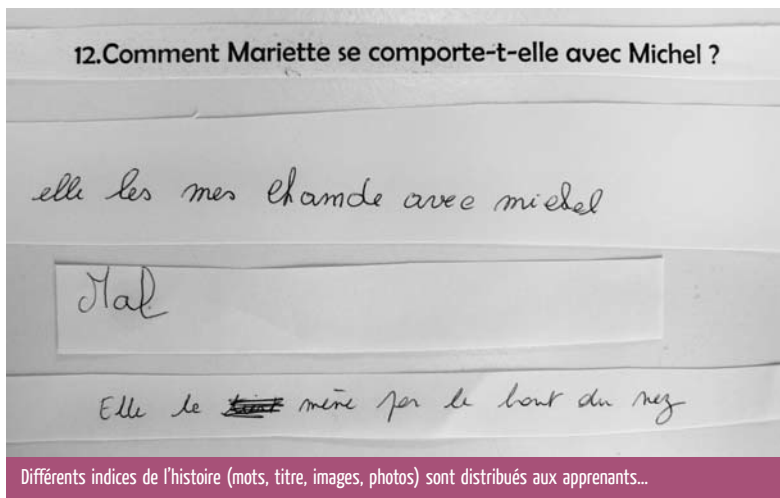 12.Comment Mariette se comporte-t-elle avec Michel ?
elle les mes chamde avec michel
Mal
Elle le tient mène par le bout du nez
Différents indices de l'histoire (mots, titre, images, photos) sont distribués aux apprenants...